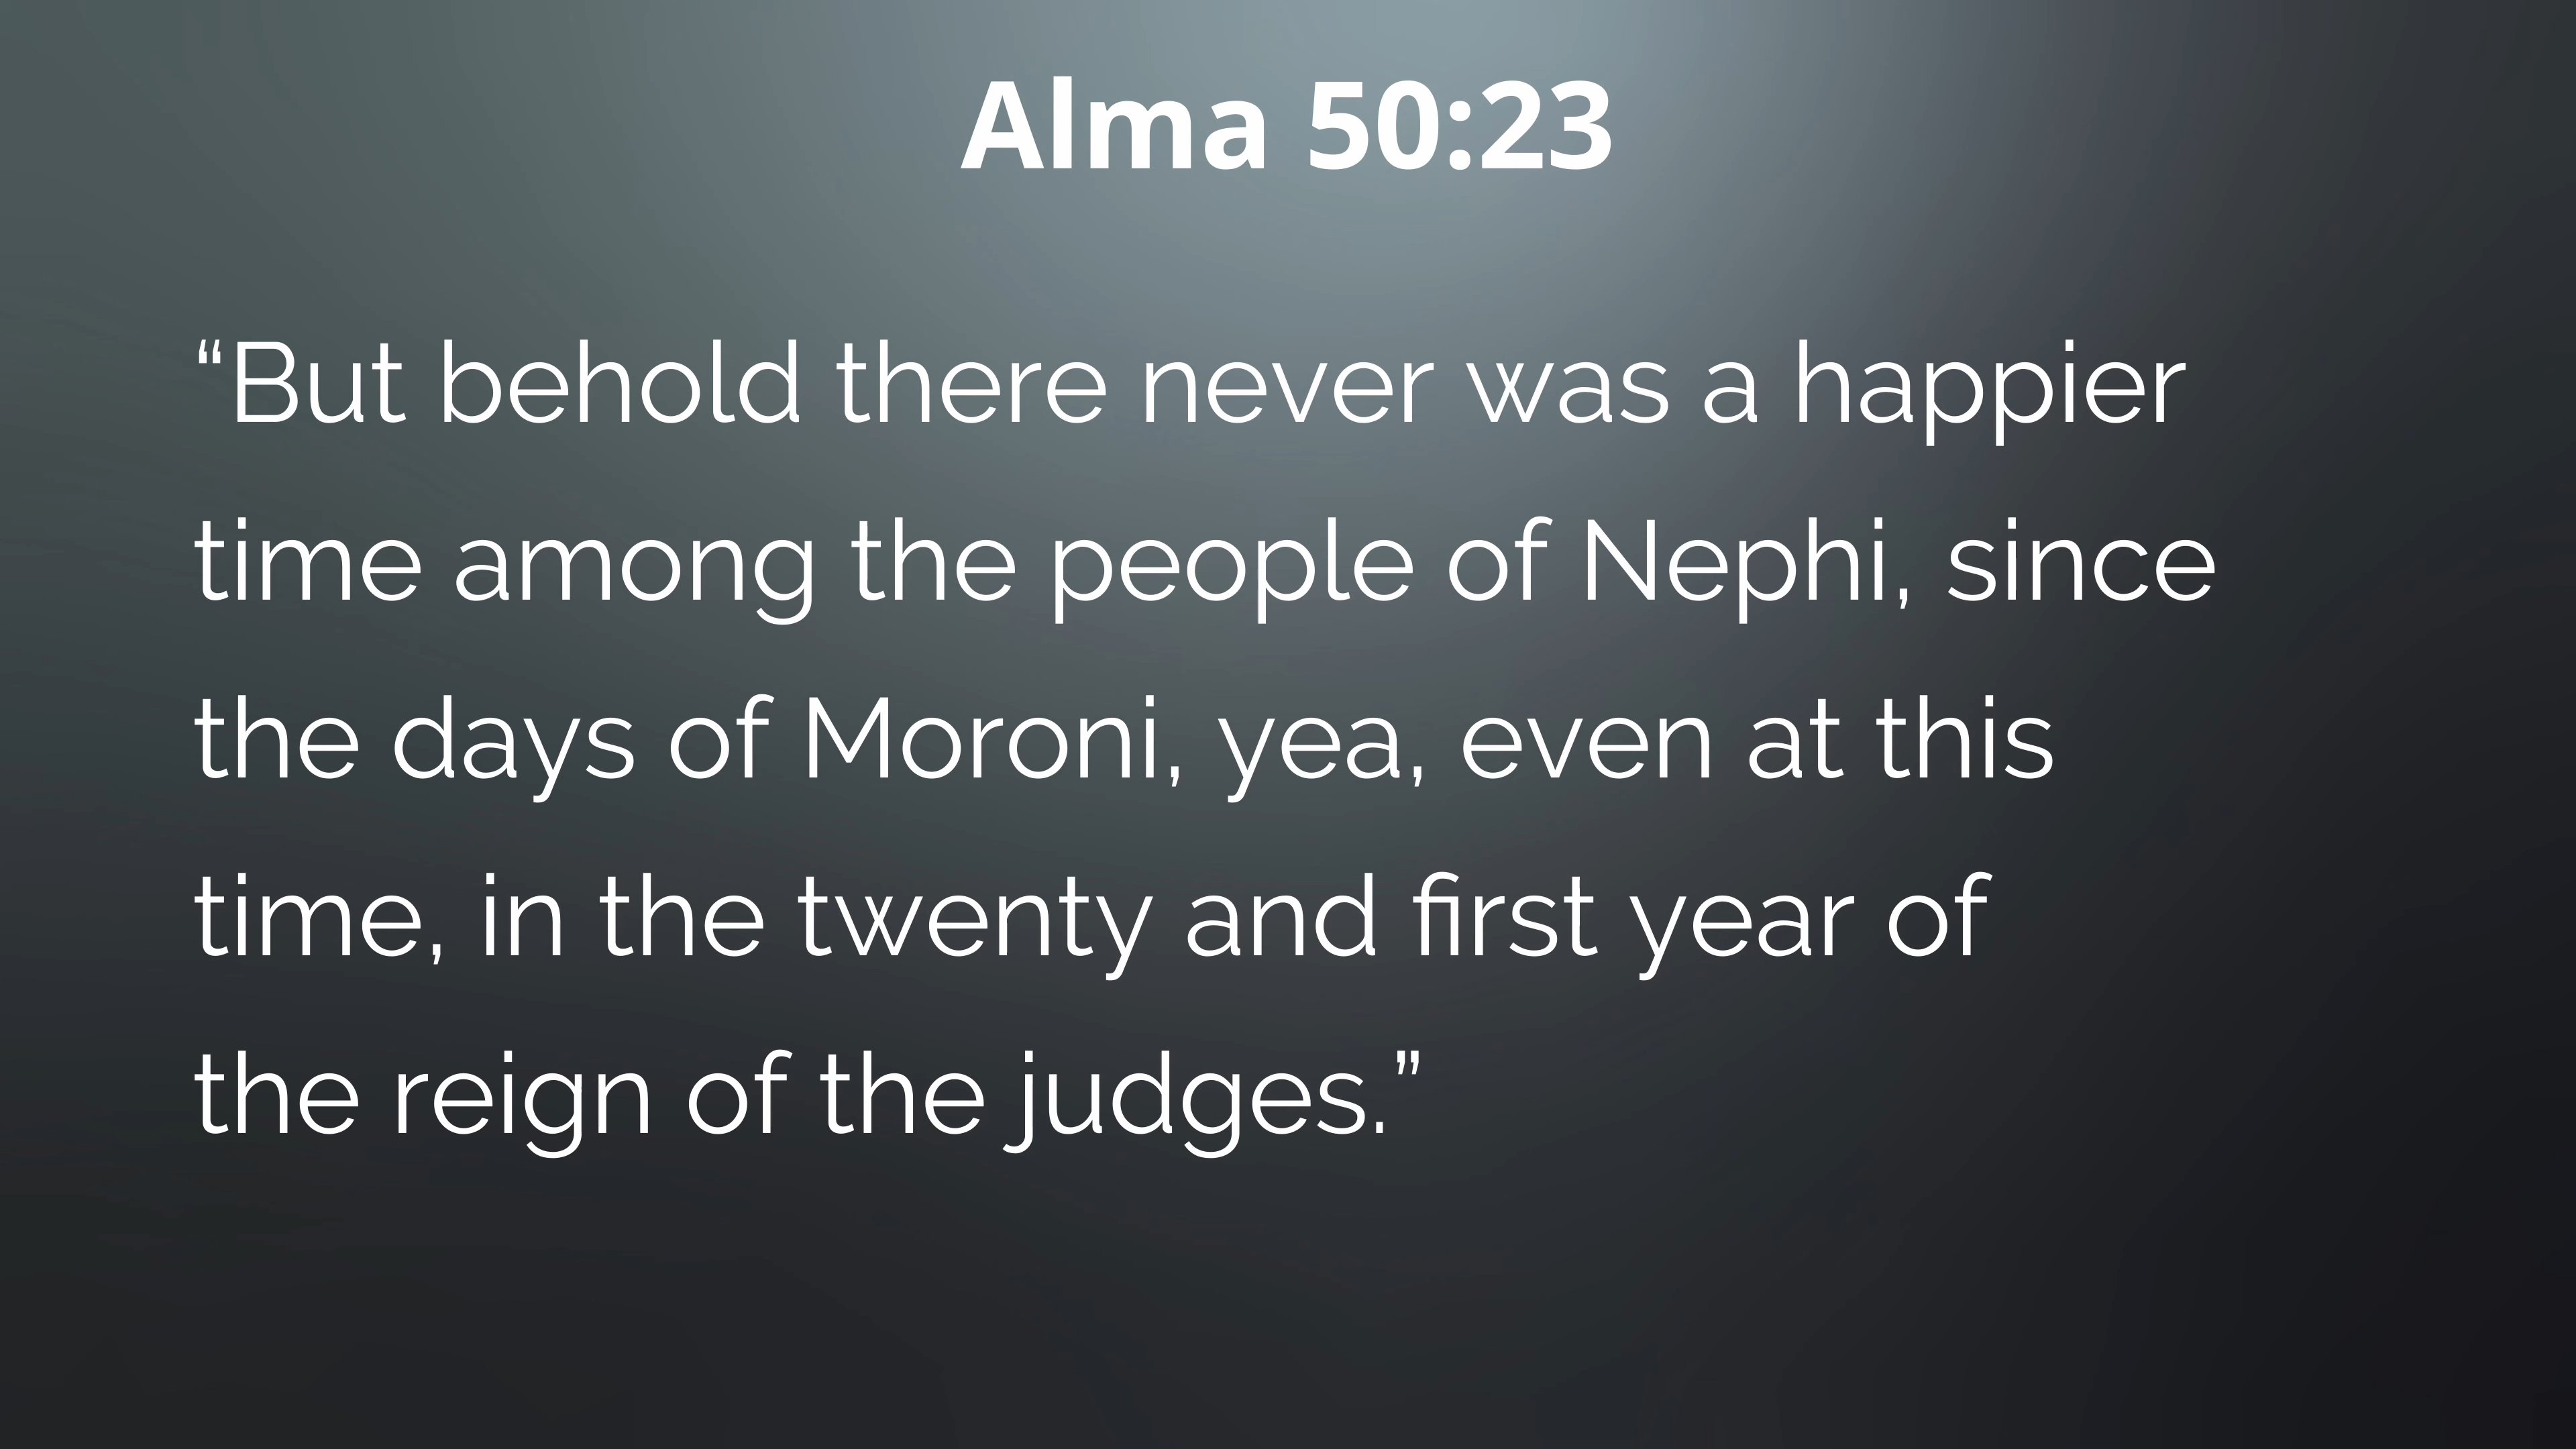 Alma 50:23
“But behold there never was a happier
time among the people of Nephi, since
the days of Moroni, yea, even at this
time, in the twenty and first year of
the reign of the judges.”